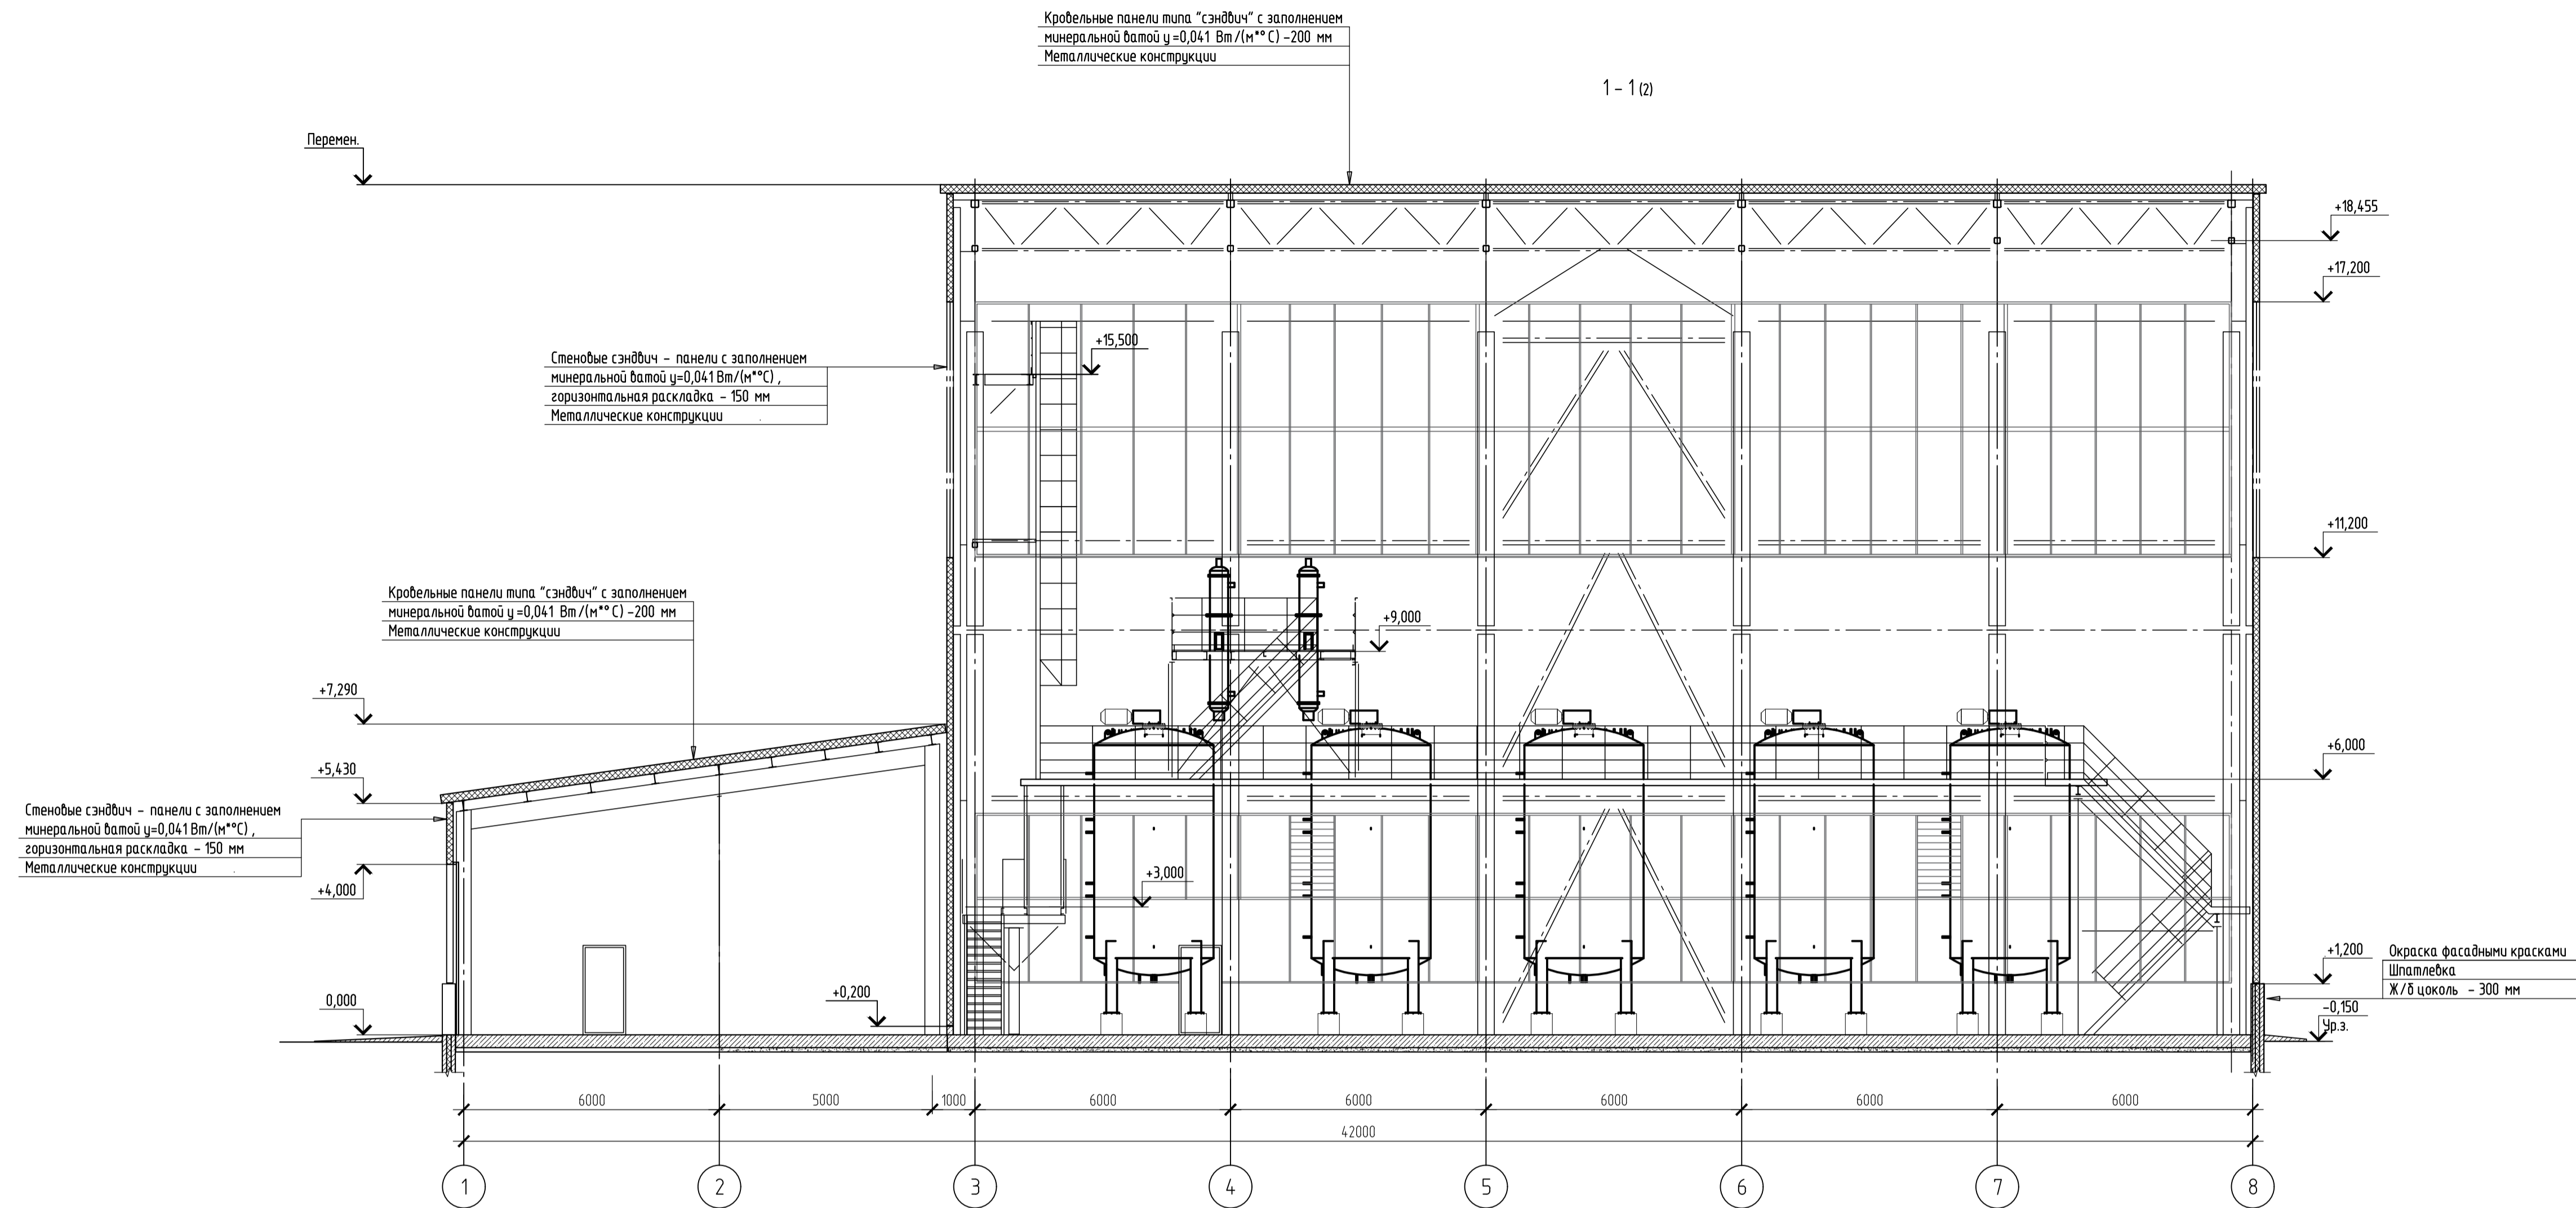 Кровельные панели типа "сэндвич" с заполнением
минеральной ватой y =0,041 Вт/(м*°С) -200 мм
Металлические конструкции
1 - 1 (2)
Перемен.
+18,455
+17,200
+15,500
Стеновые сэндвич - панели с заполнением
минеральной ватой y=0,041 Вт/(м*°С) ,
горизонтальная раскладка - 150 мм
Металлические конструкции
+11,200
Кровельные панели типа "сэндвич" с заполнением
минеральной ватой y =0,041 Вт/(м*°С) -200 мм
Металлические конструкции
+9,000
+7,290
+6,000
+5,430
Стеновые сэндвич - панели с заполнением
минеральной ватой y=0,041 Вт/(м*°С) ,
горизонтальная раскладка - 150 мм
Металлические конструкции
+4,000
+3,000
+1,200
Окраска фасадными красками
Шпатлевка
Ж/б цоколь - 300 мм
0,000
+0,200
-0,150
Ур.з.
6000
5000
1000
6000
6000
6000
6000
6000
42000
1
2
3
4
5
6
7
8